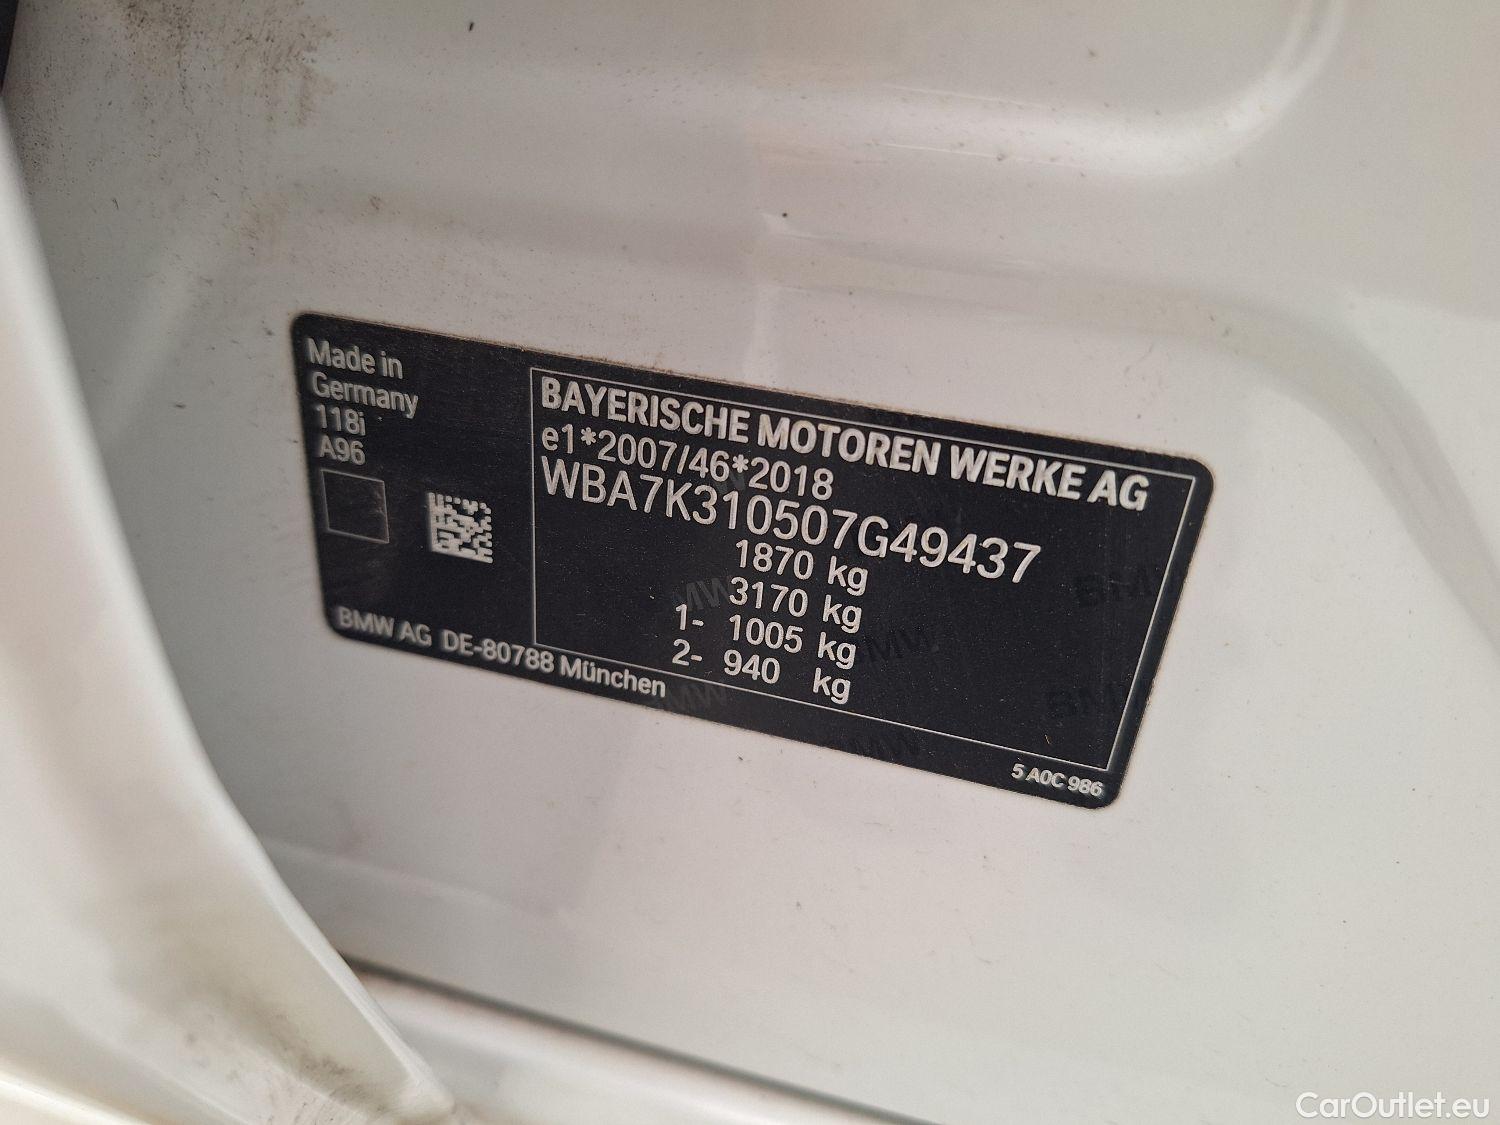 Made in
Germany
118i
A96
BAYERISCHE MOTOREN WERKE AG
e1*2007/46*2018
WBA7K310507G49437
1870 kg
3170 kg
1- 1005 kg
2- 940 kg
BMW AG DE-80788 München
5 A0C 986
CarOutlet.eu